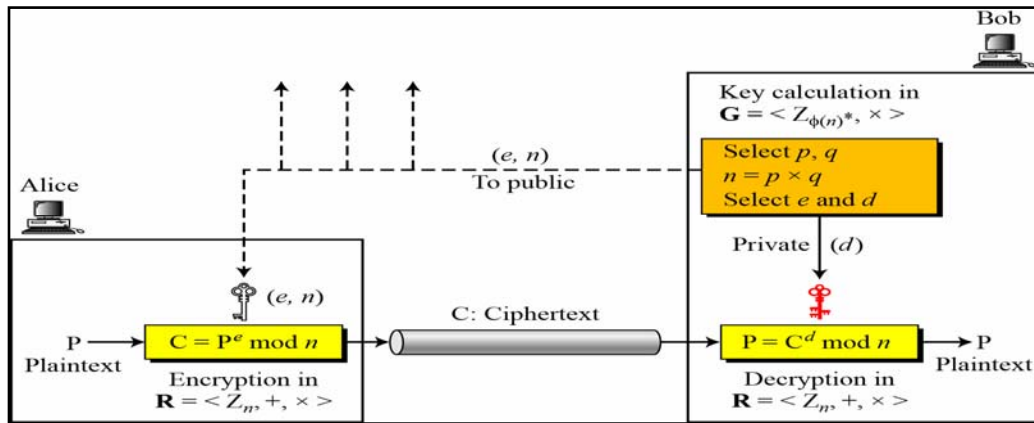 Bob
Key calculation in
G = < Z_ϕ(n)*, × >
Select p, q
n = p × q
Select e and d
(e, n)
To public
Alice
Private (d)
(e, n)
C: Ciphertext
P
Plaintext
C = P^e mod n
P = C^d mod n
P
Plaintext
Encryption in
R = < Z_n, +, × >
Decryption in
R = < Z_n, +, × >